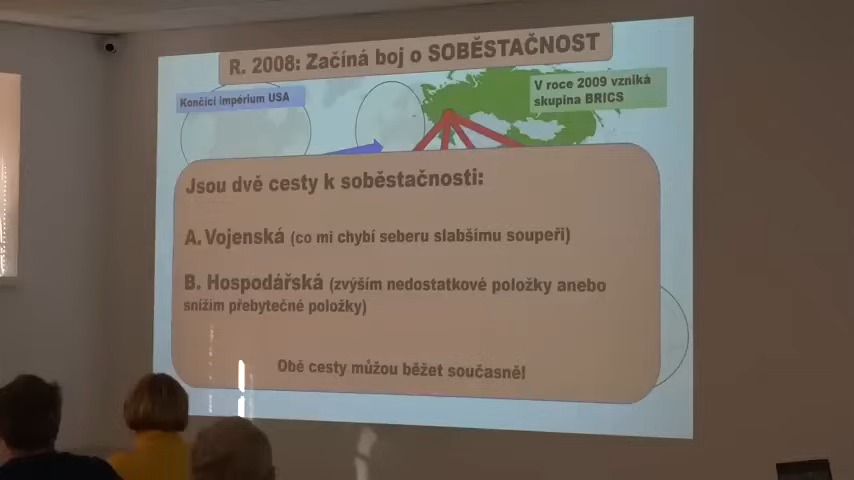 R. 2008: Začíná boj o SOBĚSTAČNOST
Končící impérium USA
V roce 2009 vzniká
skupina BRICS
Jsou dvě cesty k soběstačnosti:
A. Vojenská (co mi chybí seberu slabšímu soupeři)
B. Hospodářská (zvýším nedostatkové položky anebo
snížím přebytečné položky)
Obě cesty můžou běžet současně!